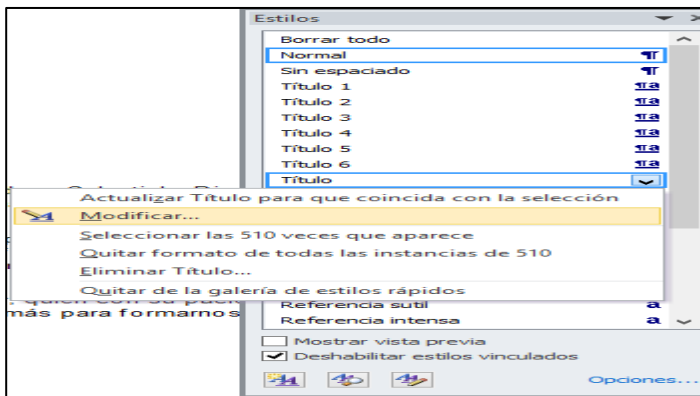 Estilos
Borrar todo
Normal
Sin espaciado
Título 1
Título 2
Título 3
Título 4
Título 5
Título 6
Título
Actualizar Título para que coincida con la selección
Modificar...
Seleccionar las 510 veces que aparece
Quitar formato de todas las instancias de 510
Eliminar Título...
Quitar de la galería de estilos rápidos
, quien con su
más para formarnos
Referencia sutil
Referencia intensa
Mostrar vista previa
Deshabilitar estilos vinculados
Opciones...